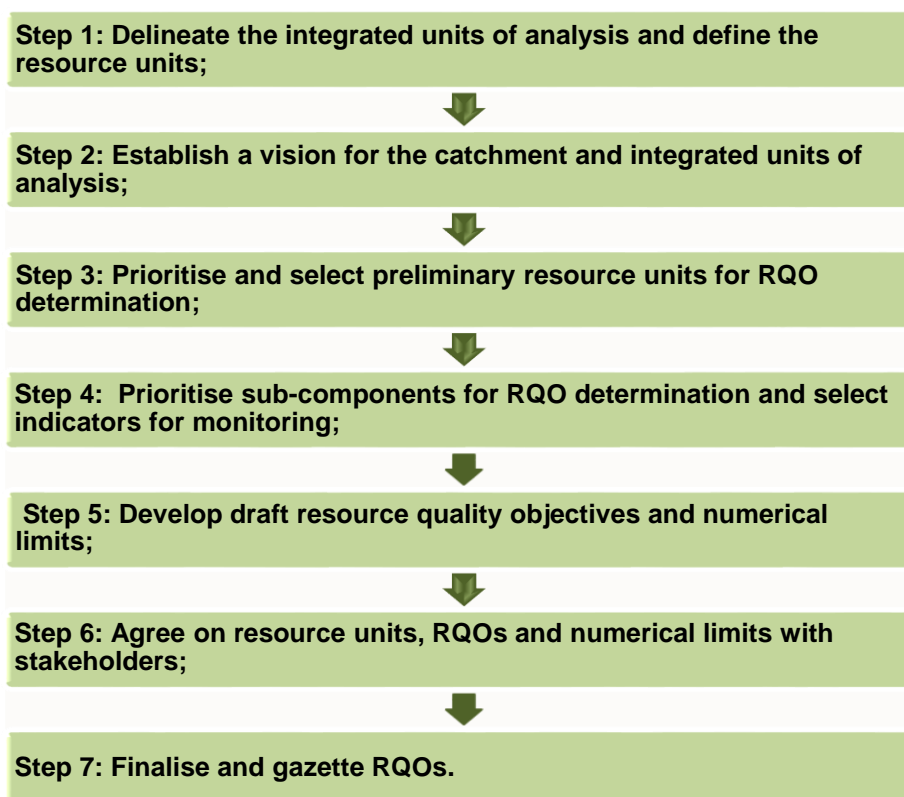 Step 1: Delineate the integrated units of analysis and define the
resource units;
Step 2: Establish a vision for the catchment and integrated units of
analysis;
Step 3: Prioritise and select preliminary resource units for RQO
determination;
Step 4:  Prioritise sub-components for RQO determination and select
indicators for monitoring;
Step 5: Develop draft resource quality objectives and numerical
limits;
Step 6: Agree on resource units, RQOs and numerical limits with
stakeholders;
Step 7: Finalise and gazette RQOs.